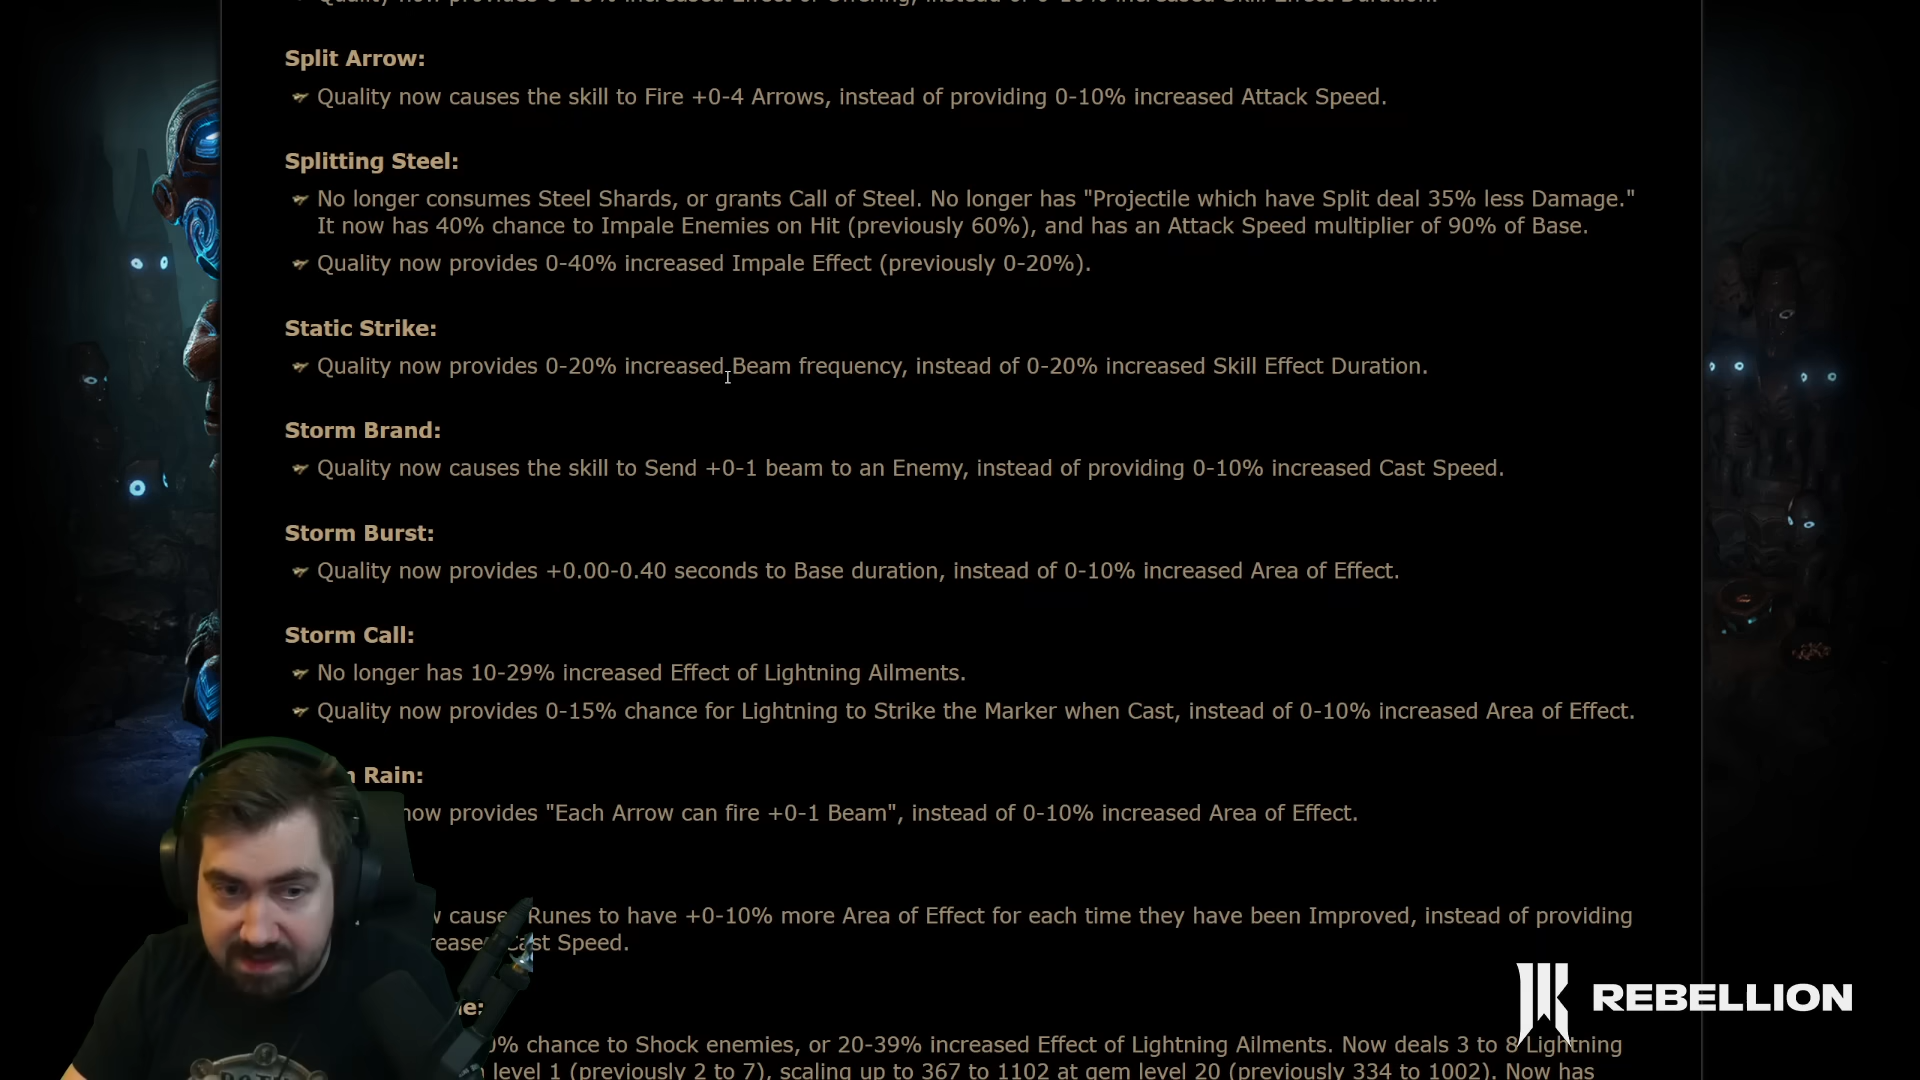 Split Arrow:
Quality now causes the skill to Fire +0-4 Arrows, instead of providing 0-10% increased Attack Speed.
Splitting Steel:
No longer consumes Steel Shards, or grants Call of Steel. No longer has "Projectile which have Split deal 35% less Damage."
It now has 40% chance to Impale Enemies on Hit (previously 60%), and has an Attack Speed multiplier of 90% of Base.
Quality now provides 0-40% increased Impale Effect (previously 0-20%).
Static Strike:
Quality now provides 0-20% increased Beam frequency, instead of 0-20% increased Skill Effect Duration.
Storm Brand:
Quality now causes the skill to Send +0-1 beam to an Enemy, instead of providing 0-10% increased Cast Speed.
Storm Burst:
Quality now provides +0.00-0.40 seconds to Base duration, instead of 0-10% increased Area of Effect.
Storm Call:
No longer has 10-29% increased Effect of Lightning Ailments.
Quality now provides 0-15% chance for Lightning to Strike the Marker when Cast, instead of 0-10% increased Area of Effect.
Rain:
now provides "Each Arrow can fire +0-1 Beam", instead of 0-10% increased Area of Effect.
Runes to have +0-10% more Area of Effect for each time they have been Improved, instead of providing
Cast Speed.
REBELLION
chance to Shock enemies, or 20-39% increased Effect of Lightning Ailments. Now deals 3 to 8 Lightning
level 1 (previously 2 to 7), scaling up to 367 to 1102 at gem level 20 (previously 334 to 1002). Now has